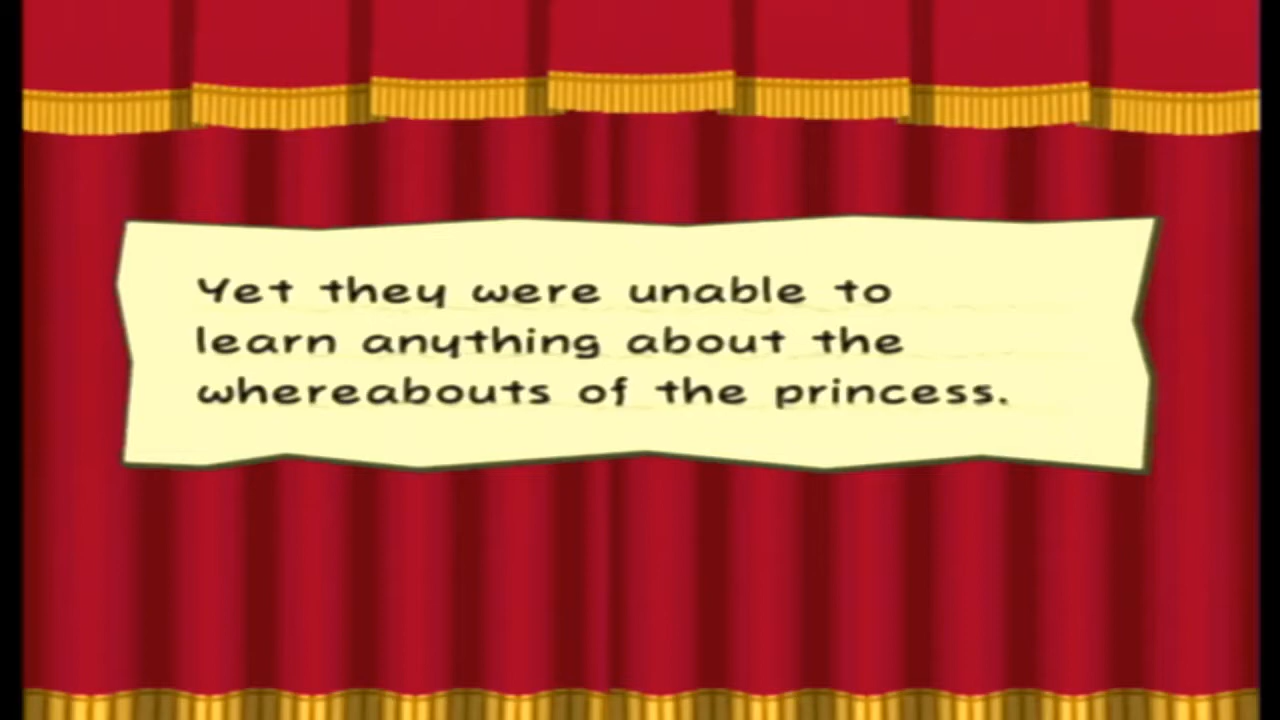 Yet they were unable to
learn anything about the
whereabouts of the princess.